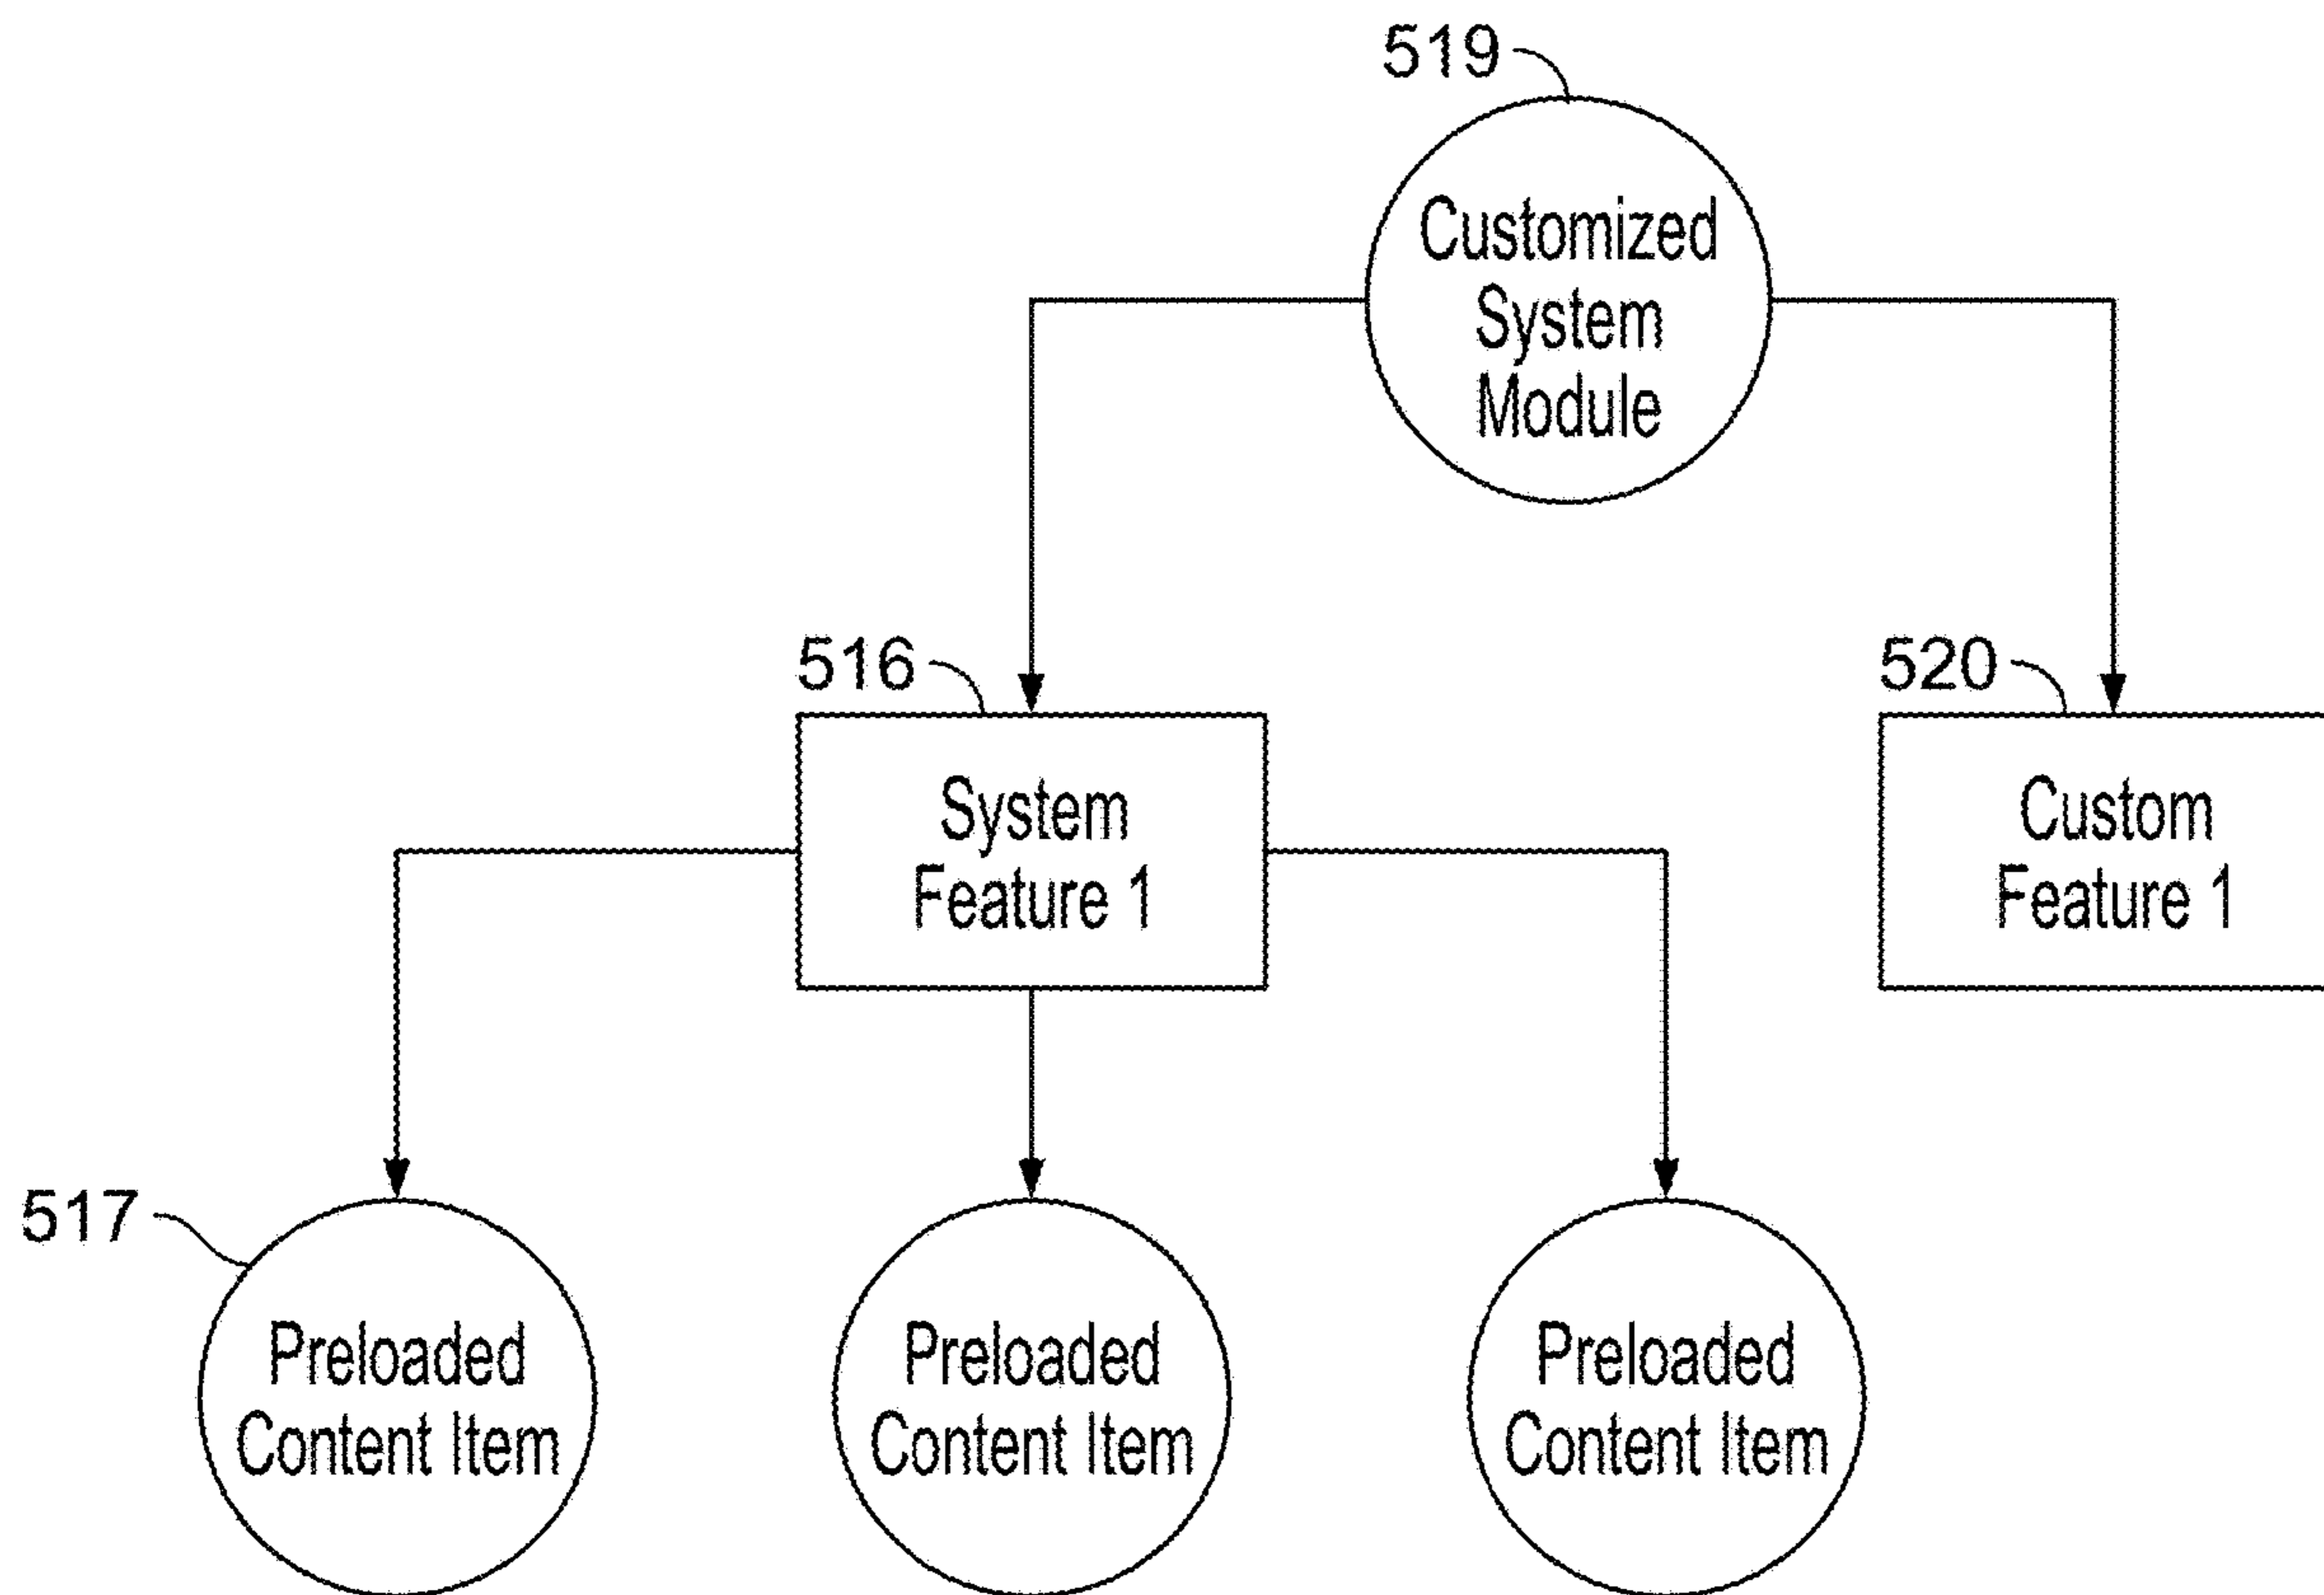 519
Customized
System
Module
516
520
System
Feature 1
Custom
Feature 1
517
Preloaded
Content Item
Preloaded
Content Item
Preloaded
Content Item